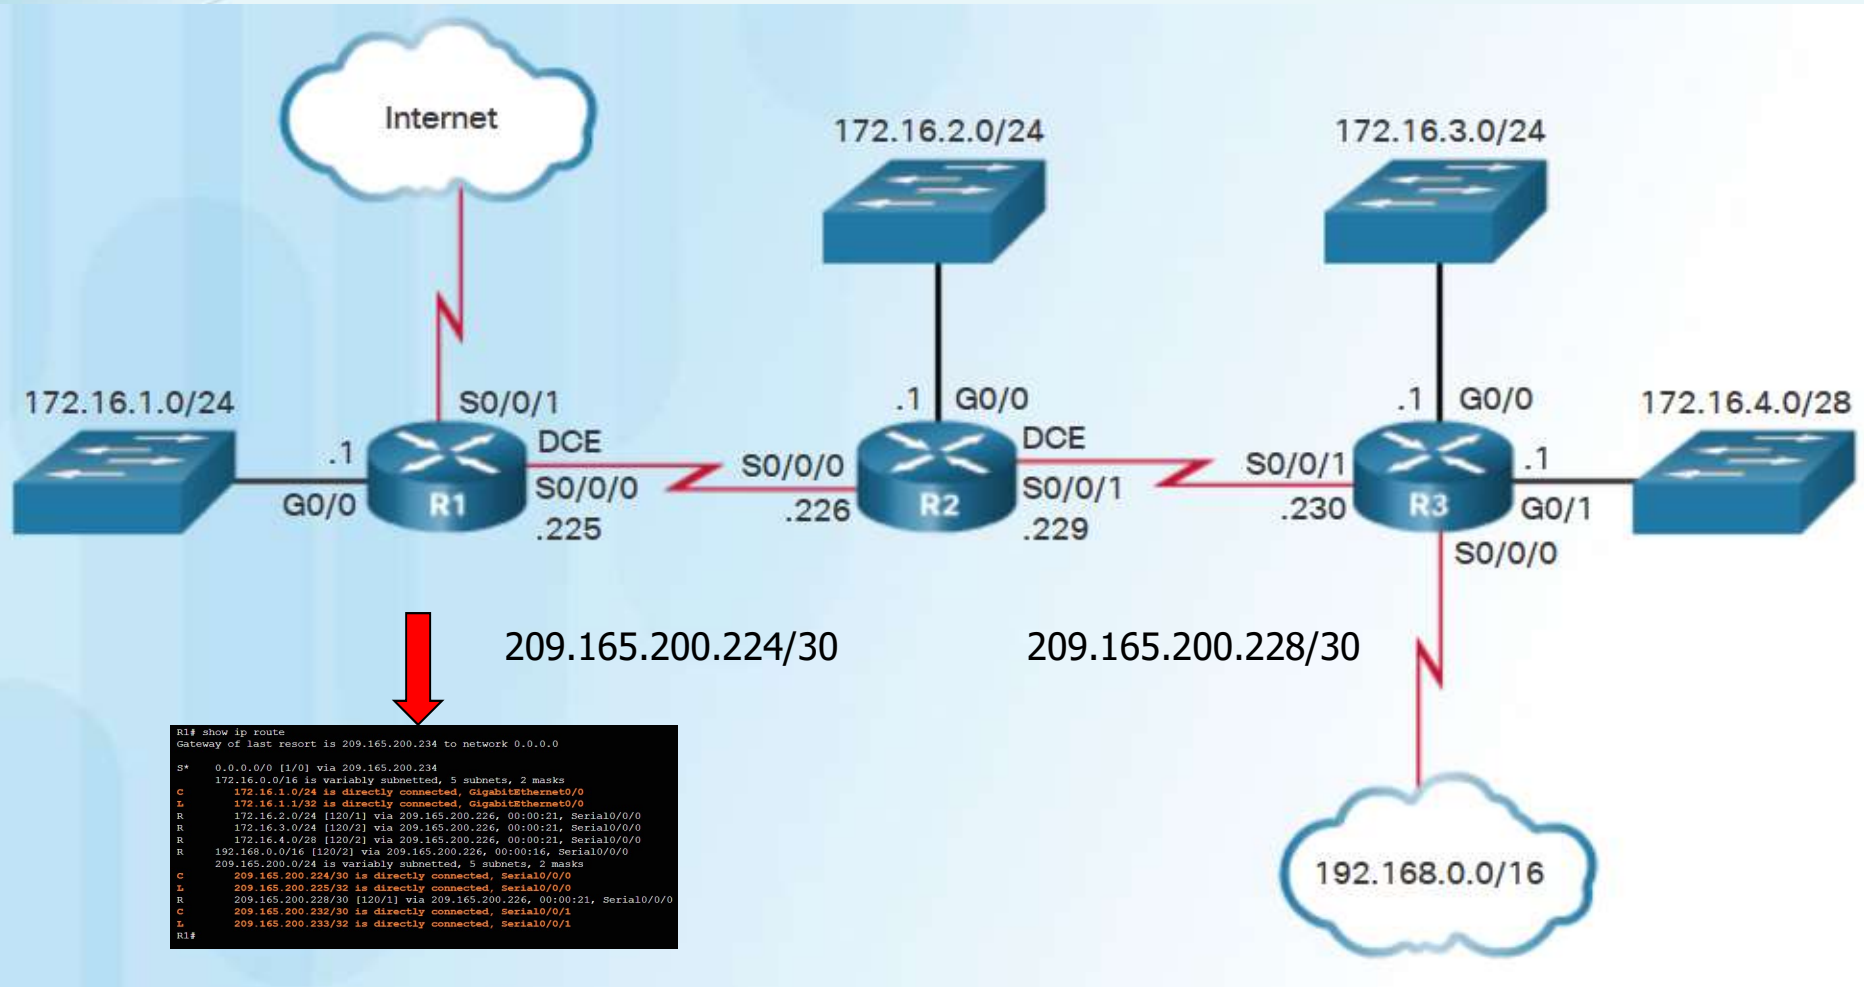 Internet
172.16.2.0/24
172.16.3.0/24
172.16.1.0/24
S0/0/1
.1
G0/0
.1
G0/0
172.16.4.0/28
.1
DCE
S0/0/0
DCE
S0/0/1
.1
G0/0
R1
S0/0/0
.225
.226
R2
S0/0/1
.229
.230
R3
G0/1
S0/0/0
209.165.200.224/30
209.165.200.228/30
R1# show ip route
Gateway of last resort is 209.165.200.234 to network 0.0.0.0
S* 0.0.0.0/0 [1/0] via 209.165.200.234
172.16.0.0/16 is variably subnetted, 5 subnets, 2 masks
C 172.16.1.0/24 is directly connected, GigabitEthernet0/0
L 172.16.1.1/32 is directly connected, GigabitEthernet0/0
R 172.16.2.0/24 [120/1] via 209.165.200.226, 00:00:21, Serial0/0/0
R 172.16.3.0/24 [120/2] via 209.165.200.226, 00:00:21, Serial0/0/0
R 172.16.4.0/28 [120/2] via 209.165.200.226, 00:00:21, Serial0/0/0
R 192.168.0.0/16 [120/2] via 209.165.200.226, 00:00:16, Serial0/0/0
209.165.200.0/24 is variably subnetted, 5 subnets, 2 masks
C 209.165.200.224/30 is directly connected, Serial0/0/0
L 209.165.200.225/32 is directly connected, Serial0/0/0
R 209.165.200.228/30 [120/1] via 209.165.200.226, 00:00:21, Serial0/0/0
C 209.165.200.232/30 is directly connected, Serial0/0/1
L 209.165.200.233/32 is directly connected, Serial0/0/1
R1#
192.168.0.0/16